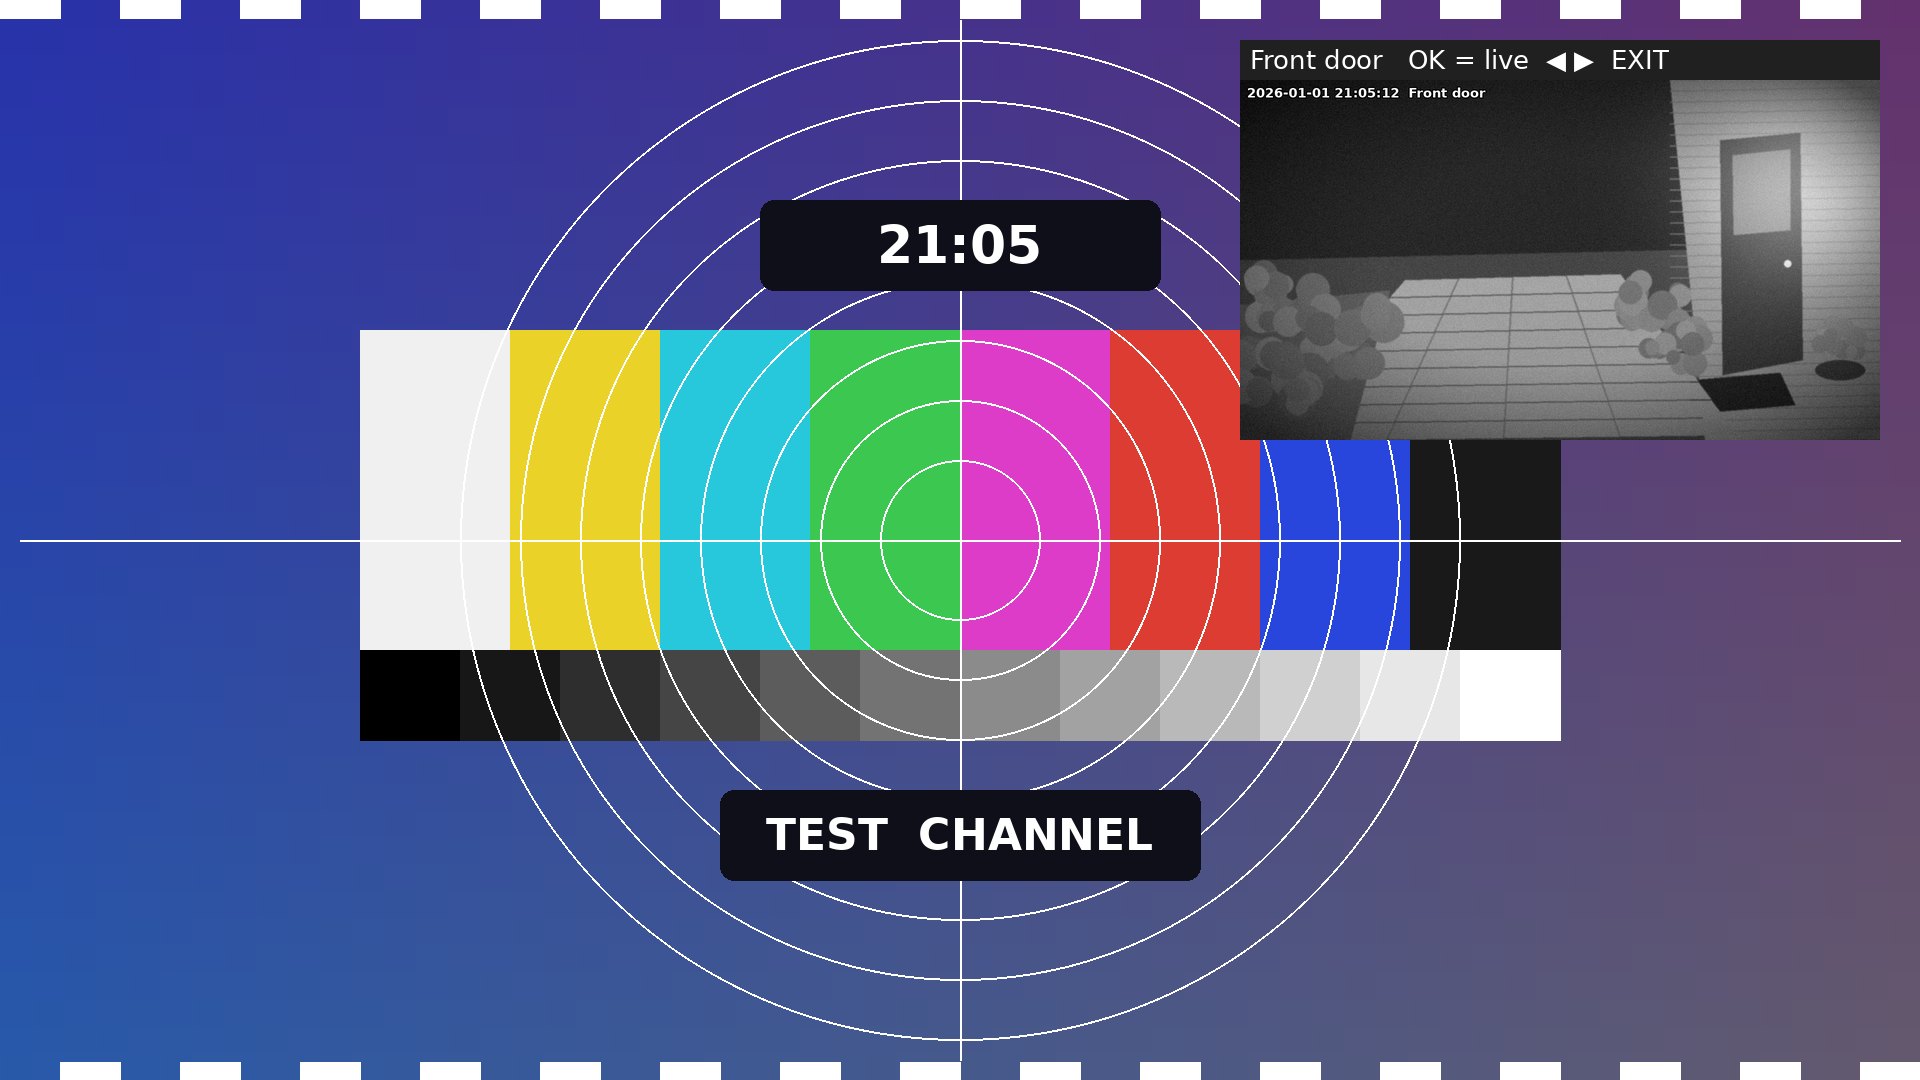 Front door OK = live ◀ ▶ EXIT
2026-01-01 21:05:12 Front door
21:05
TEST CHANNEL